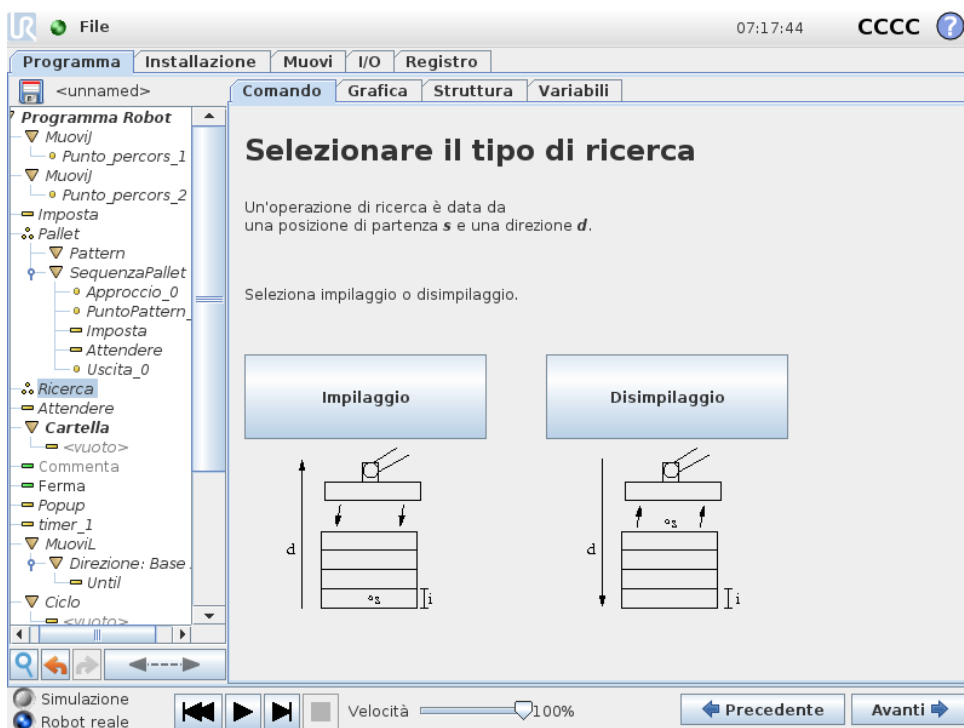 UR File 07:17:44 CCCC ?
Programma Installazione Muovi I/O Registro
<unnamed>
Comando Grafica Struttura Variabili
Programma Robot
MuoviJ
Punto_percors_1
MuoviJ
Punto_percors_2
Imposta
Pallet
Pattern
SequenzaPallet
Approccio_0
PuntoPattern_
Imposta
Attendere
Uscita_0
Ricerca
Attendere
Cartella
<vuoto>
Commenta
Ferma
Popup
timer_1
MuoviL
Direzione: Base
Until
Ciclo
<vuoto>
Selezionare il tipo di ricerca
Un'operazione di ricerca è data da
una posizione di partenza s e una direzione d.
Seleziona impilaggio o disimpilaggio.
Impilaggio Disimpilaggio
s
d d
s i i
Simulazione
Robot reale
Velocità 100%
Precedente Avanti